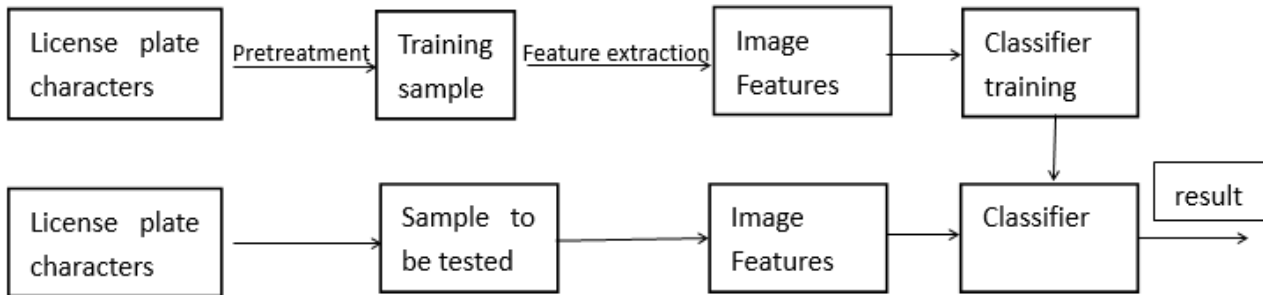 License plate characters
Pretreatment
Training sample
Feature extraction
Image Features
Classifier training
License plate characters
Sample to be tested
Image Features
Classifier
result